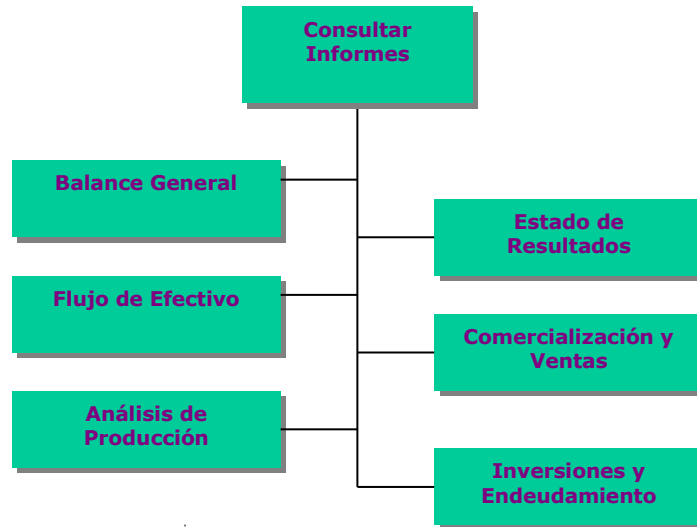 Consultar
Informes
Balance General
Estado de
Resultados
Flujo de Efectivo
Comercialización y
Ventas
Análisis de
Producción
Inversiones y
Endeudamiento